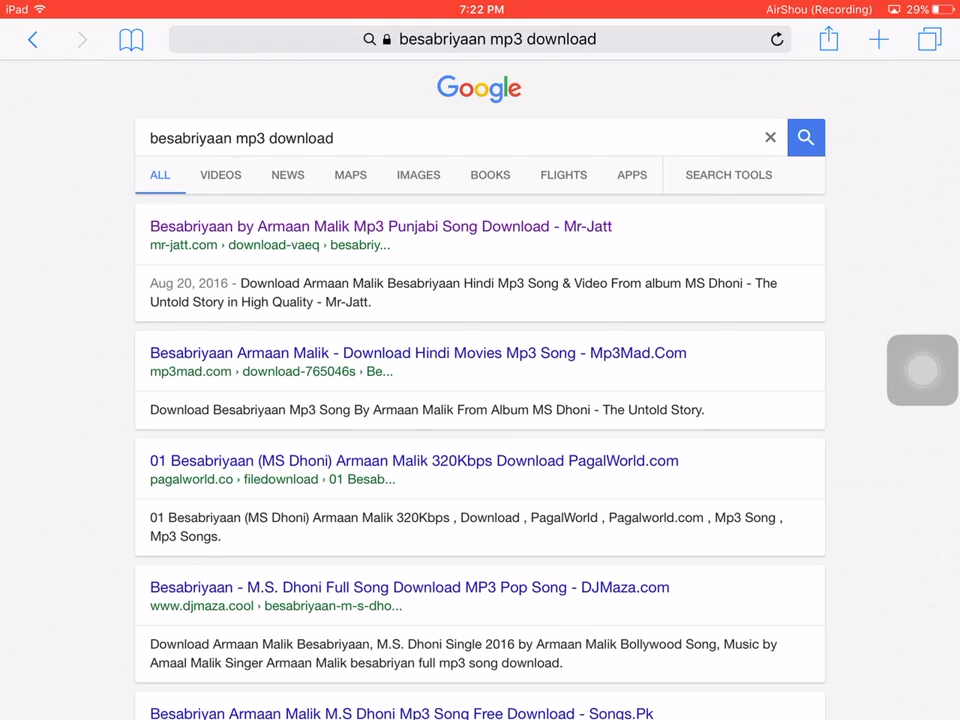 iPad 7:22 PM AirShou (Recording) 29%
besabriyaan mp3 download
Google
besabriyaan mp3 download
ALL VIDEOS NEWS MAPS IMAGES BOOKS FLIGHTS APPS SEARCH TOOLS
Besabriyaan by Armaan Malik Mp3 Punjabi Song Download - Mr-Jatt
mr-jatt.com › download-vaeq › besabriy...
Aug 20, 2016 - Download Armaan Malik Besabriyaan Hindi Mp3 Song & Video From album MS Dhoni - The
Untold Story in High Quality - Mr-Jatt.
Besabriyaan Armaan Malik - Download Hindi Movies Mp3 Song - Mp3Mad.Com
mp3mad.com › download-765046s › Be...
Download Besabriyaan Mp3 Song By Armaan Malik From Album MS Dhoni - The Untold Story.
01 Besabriyaan (MS Dhoni) Armaan Malik 320Kbps Download PagalWorld.com
pagalworld.co › filedownload › 01 Besab...
01 Besabriyaan (MS Dhoni) Armaan Malik 320Kbps , Download , PagalWorld , Pagalworld.com , Mp3 Song ,
Mp3 Songs.
Besabriyaan - M.S. Dhoni Full Song Download MP3 Pop Song - DJMaza.com
www.djmaza.cool › besabriyaan-m-s-dho...
Download Armaan Malik Besabriyaan, M.S. Dhoni Single 2016 by Armaan Malik Bollywood Song, Music by
Amaal Malik Singer Armaan Malik besabriyan full mp3 song download.
Besabriyan Armaan Malik M.S Dhoni Mp3 Song Free Download - Songs.Pk